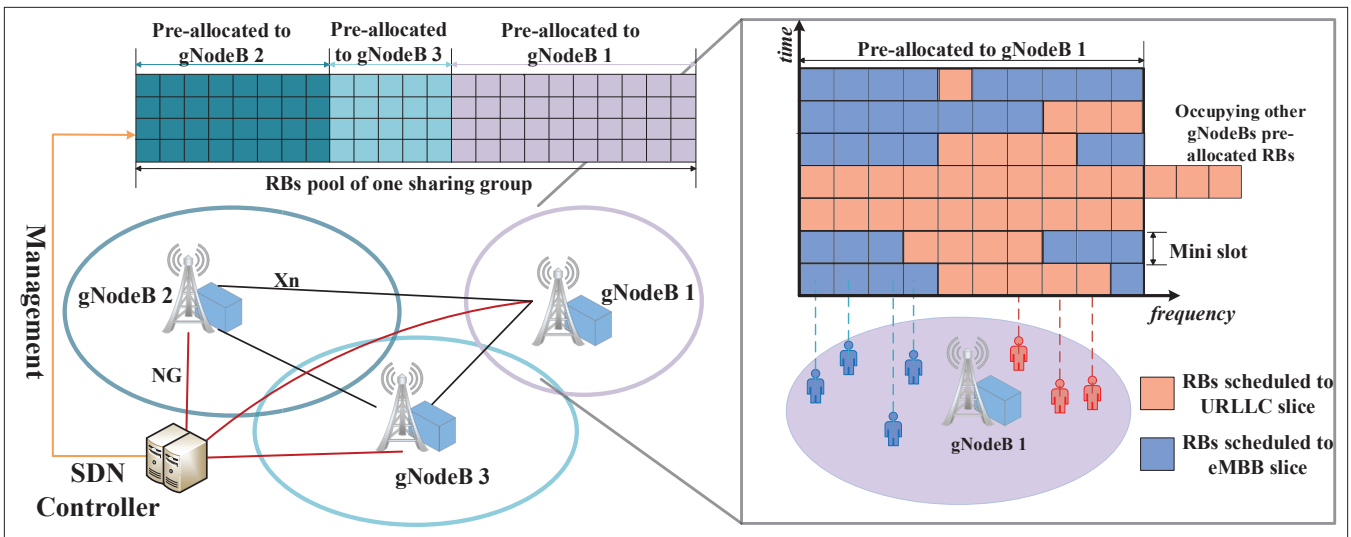 Pre-allocated to
gNodeB 2
Pre-allocated
to gNodeB 3
Pre-allocated to
gNodeB 1
RBs pool of one sharing group
Management
gNodeB 2
Xn
gNodeB 1
NG
gNodeB 3
SDN
Controller
time
Pre-allocated to gNodeB 1
Occupying other
gNodeBs pre-
allocated RBs
Mini slot
frequency
gNodeB 1
RBs scheduled to
URLLC slice
RBs scheduled to
eMBB slice